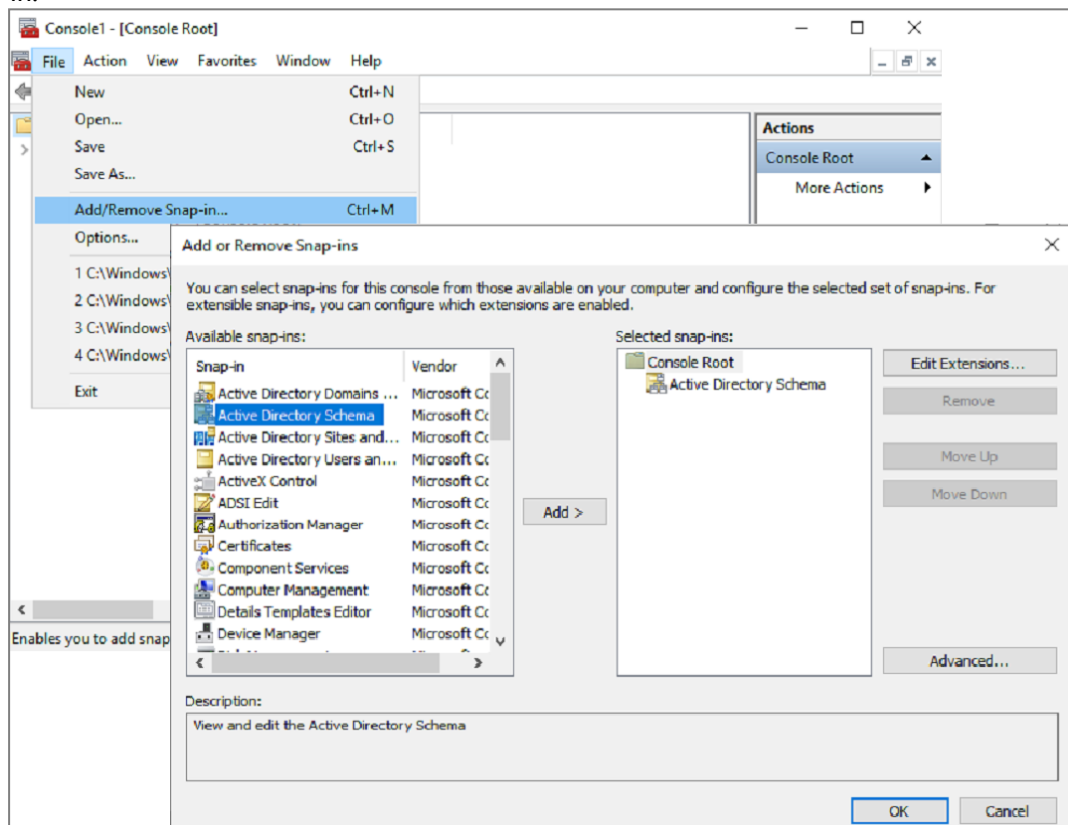 in.
Console1 - [Console Root]
File Action View Favorites Window Help
New Ctrl+N
Open... Ctrl+O
Save Ctrl+S
Save As...
Add/Remove Snap-in... Ctrl+M
Options...
1 C:\Windows\
2 C:\Windows\
3 C:\Windows\
4 C:\Windows\
Exit
Actions
Console Root
More Actions
Enables you to add snap
Add or Remove Snap-ins
You can select snap-ins for this console from those available on your computer and configure the selected set of snap-ins. For
extensible snap-ins, you can configure which extensions are enabled.
Available snap-ins:
Snap-in Vendor
Active Directory Domains ... Microsoft Co
Active Directory Schema Microsoft Co
Active Directory Sites and... Microsoft Co
Active Directory Users an... Microsoft Co
ActiveX Control Microsoft Co
ADSI Edit Microsoft Co
Authorization Manager Microsoft Co
Certificates Microsoft Co
Component Services Microsoft Co
Computer Management Microsoft Co
Details Templates Editor Microsoft Co
Device Manager Microsoft Co
Add >
Selected snap-ins:
Console Root
Active Directory Schema
Edit Extensions...
Remove
Move Up
Move Down
Advanced...
Description:
View and edit the Active Directory Schema
OK Cancel